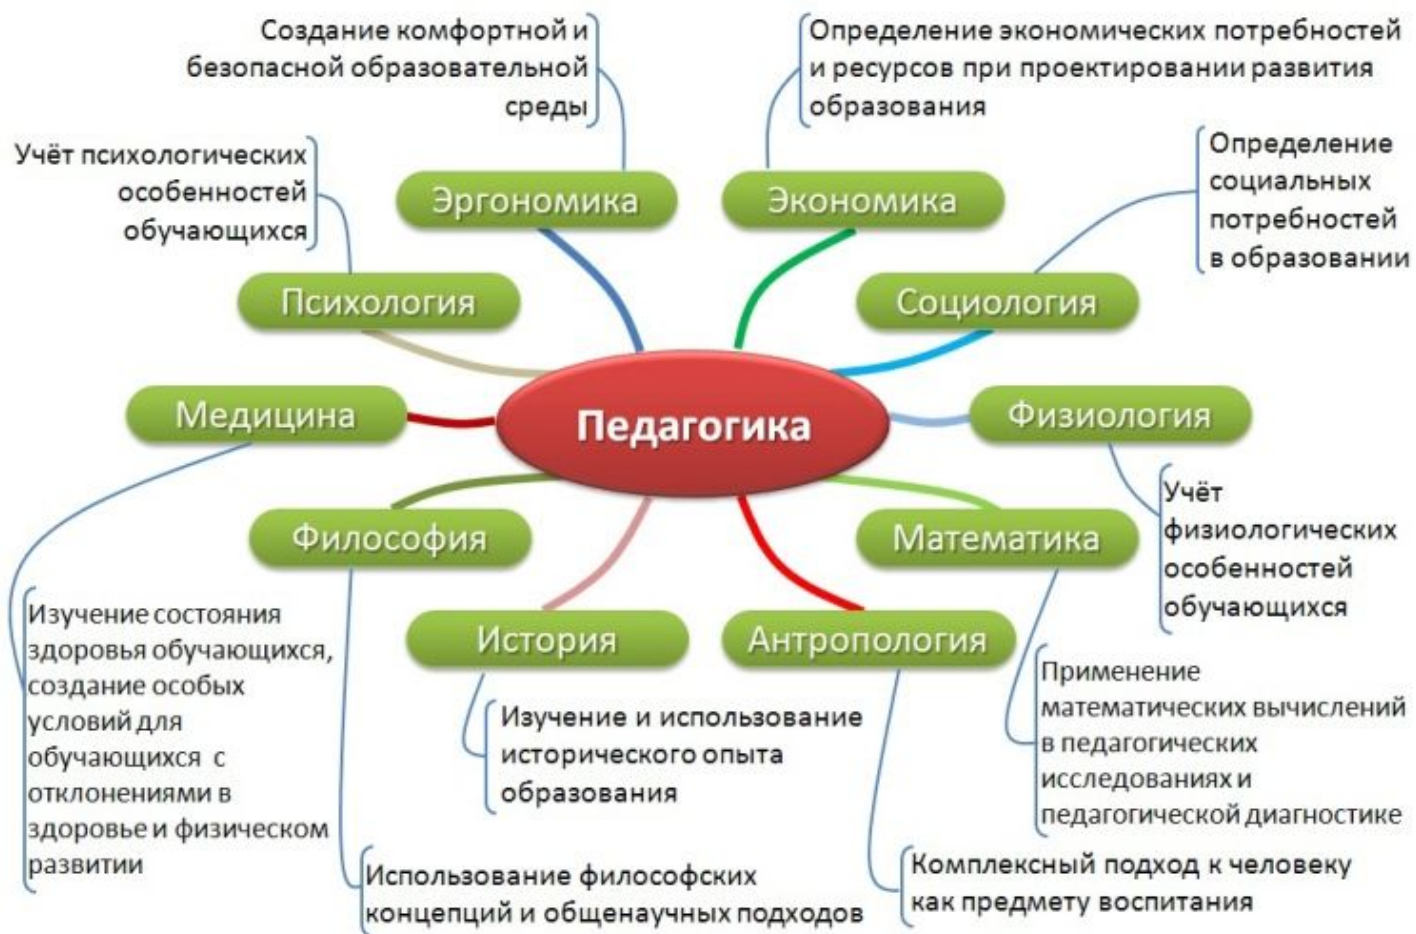 Создание комфортной и
безопасной образовательной
среды
Определение экономических потребностей
и ресурсов при проектировании развития
образования
Учёт психологических
особенностей
обучающихся
Определение
социальных
потребностей
в образовании
Эргономика
Экономика
Психология
Социология
Медицина
Педагогика
Физиология
Философия
Математика
Учёт
физиологических
особенностей
обучающихся
История
Антропология
Изучение состояния
здоровья обучающихся,
создание особых
условий для
обучающихся с
отклонениями в
здоровье и физическом
развитии
Изучение и использование
исторического опыта
образования
Применение
математических вычислений
в педагогических
исследованиях и
педагогической диагностике
Использование философских
концепций и общенаучных подходов
Комплексный подход к человеку
как предмету воспитания